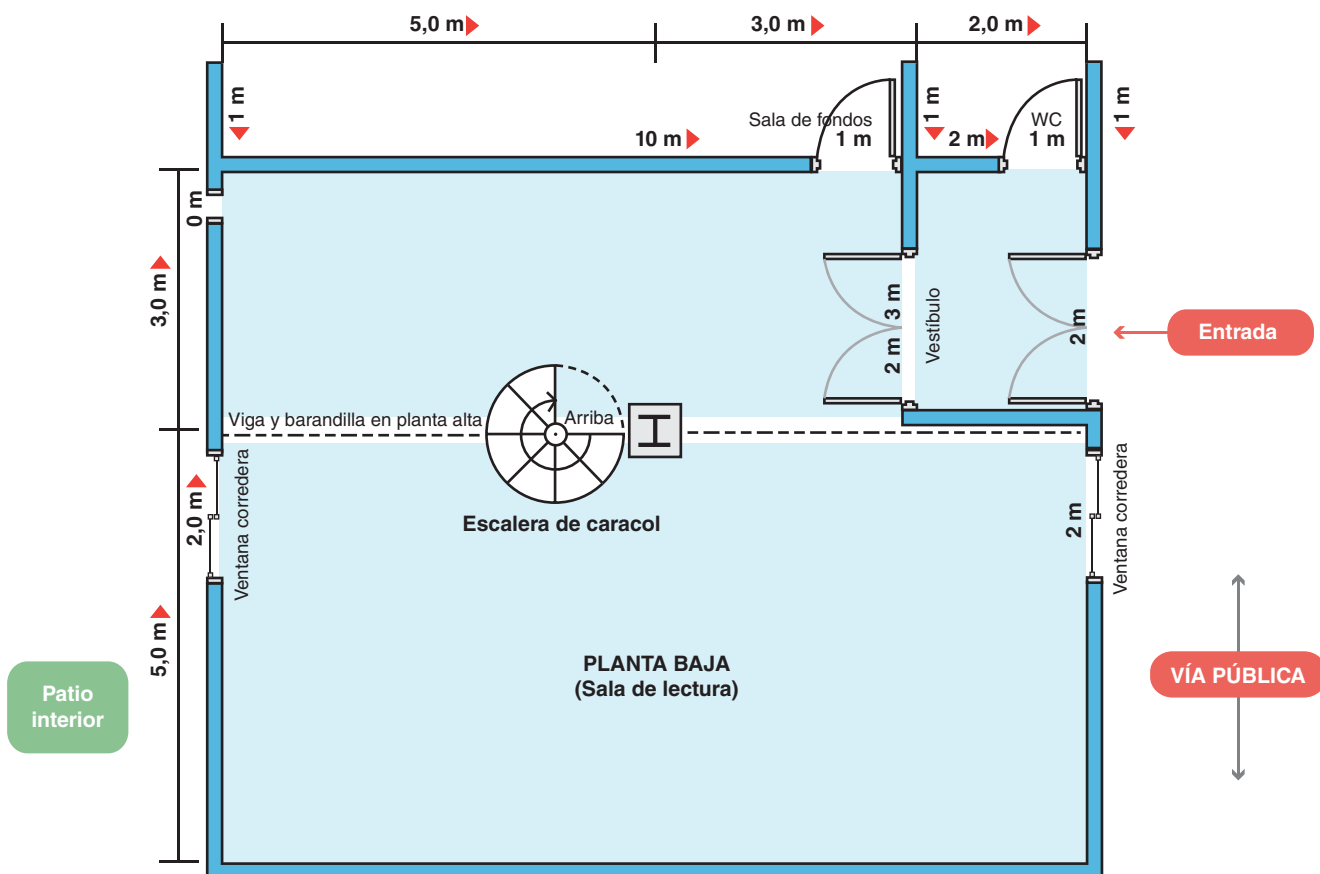 5,0 m
3,0 m
2,0 m
1 m
1 m
1 m
Sala de fondos
1 m
WC
1 m
10 m
2 m
0 m
3,0 m
3 m
2 m
Vestíbulo
2 m
Entrada
Viga y barandilla en planta alta
Arriba
2,0 m
Ventana corredera
Escalera de caracol
2 m
Ventana corredera
5,0 m
PLANTA BAJA
(Sala de lectura)
Patio
interior
VÍA PÚBLICA